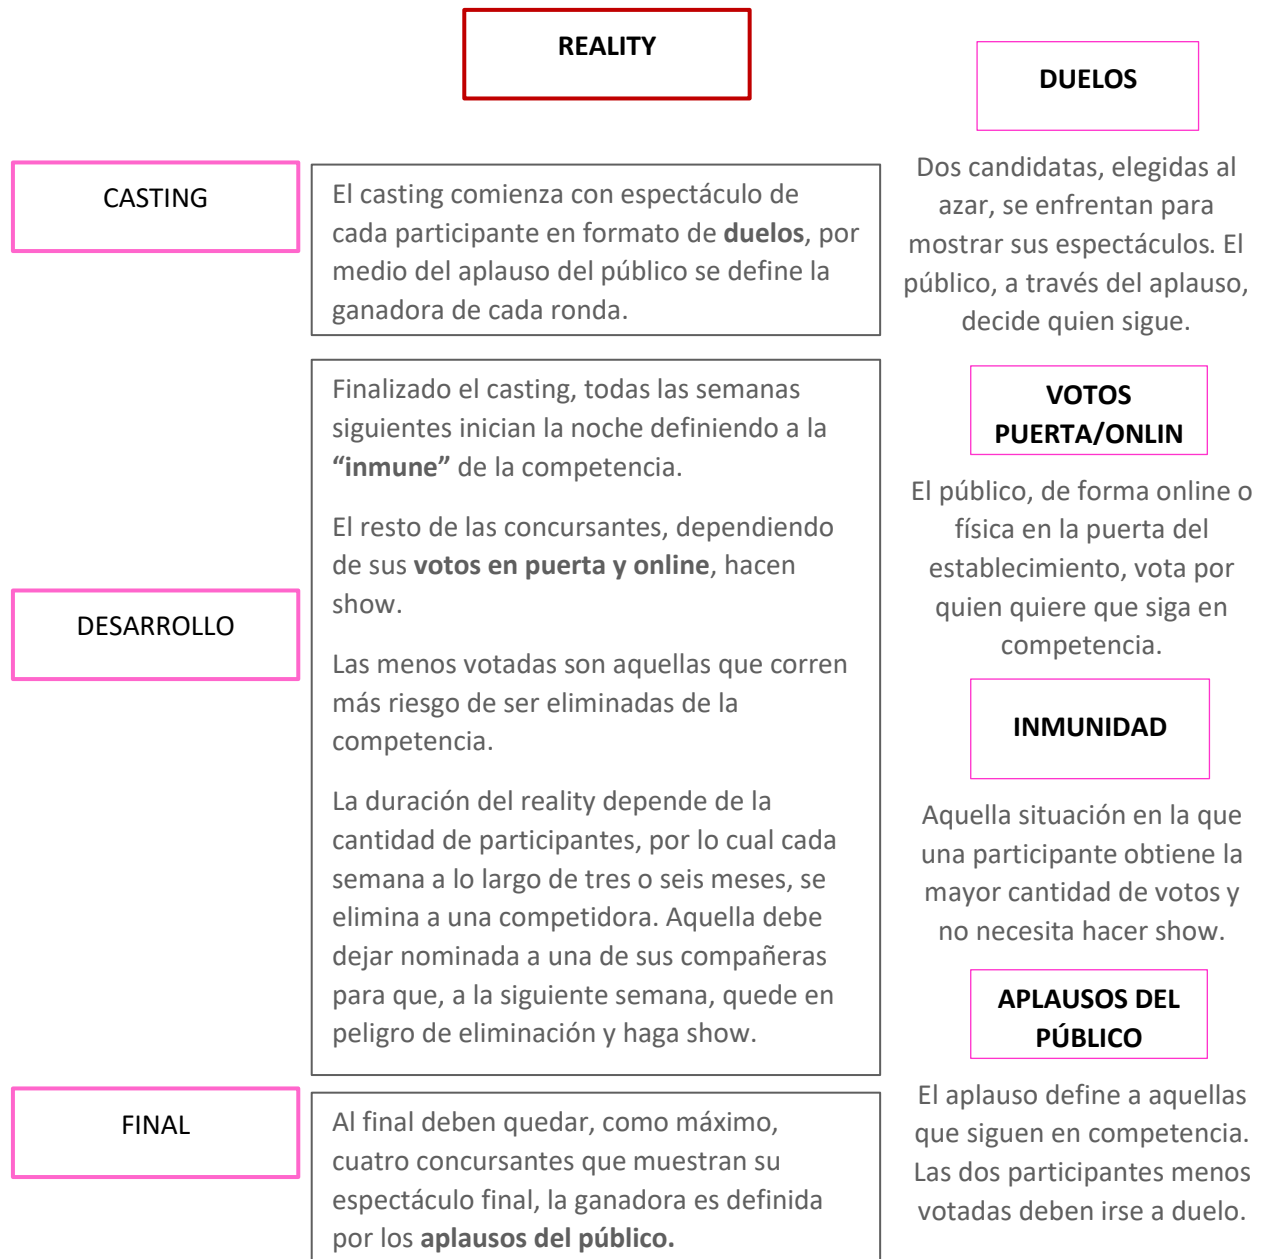 REALITY
CASTING
El casting comienza con espectáculo de
cada participante en formato de duelos, por
medio del aplauso del público se define la
ganadora de cada ronda.
DESARROLLO
Finalizado el casting, todas las semanas
siguientes inician la noche definiendo a la
“inmune” de la competencia.
El resto de las concursantes, dependiendo
de sus votos en puerta y online, hacen
show.
Las menos votadas son aquellas que corren
más riesgo de ser eliminadas de la
competencia.
La duración del reality depende de la
cantidad de participantes, por lo cual cada
semana a lo largo de tres o seis meses, se
elimina a una competidora. Aquella debe
dejar nominada a una de sus compañeras
para que, a la siguiente semana, quede en
peligro de eliminación y haga show.
FINAL
Al final deben quedar, como máximo,
cuatro concursantes que muestran su
espectáculo final, la ganadora es definida
por los aplausos del público.
DUELOS
Dos candidatas, elegidas al
azar, se enfrentan para
mostrar sus espectáculos. El
público, a través del aplauso,
decide quien sigue.
VOTOS
PUERTA/ONLIN
El público, de forma online o
física en la puerta del
establecimiento, vota por
quien quiere que siga en
competencia.
INMUNIDAD
Aquella situación en la que
una participante obtiene la
mayor cantidad de votos y
no necesita hacer show.
APLAUSOS DEL
PÚBLICO
El aplauso define a aquellas
que siguen en competencia.
Las dos participantes menos
votadas deben irse a duelo.